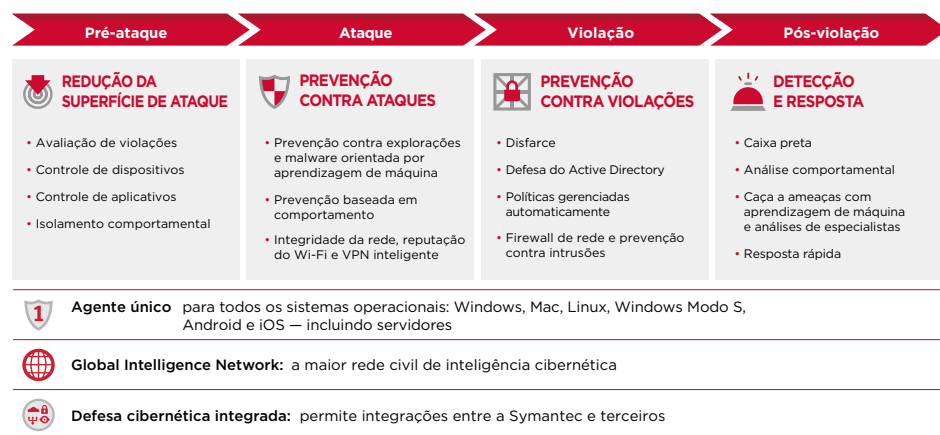 Pré-ataque
Ataque
Violação
Pós-violação
REDUÇÃO DA
SUPERFÍCIE DE ATAQUE
• Avaliação de violações
• Controle de dispositivos
• Controle de aplicativos
• Isolamento comportamental
PREVENÇÃO
CONTRA ATAQUES
• Prevenção contra explorações
e malware orientada por
aprendizagem de máquina
• Prevenção baseada em
comportamento
• Integridade da rede, reputação
do Wi-Fi e VPN inteligente
PREVENÇÃO
CONTRA VIOLAÇÕES
• Disfarce
• Defesa do Active Directory
• Políticas gerenciadas
automaticamente
• Firewall de rede e prevenção
contra intrusões
DETECÇÃO
E RESPOSTA
• Caixa preta
• Análise comportamental
• Caça a ameaças com
aprendizagem de máquina
e análises de especialistas
• Resposta rápida
1
Agente único para todos os sistemas operacionais: Windows, Mac, Linux, Windows Modo S,
Android e iOS — incluindo servidores
Global Intelligence Network: a maior rede civil de inteligência cibernética
Defesa cibernética integrada: permite integrações entre a Symantec e terceiros